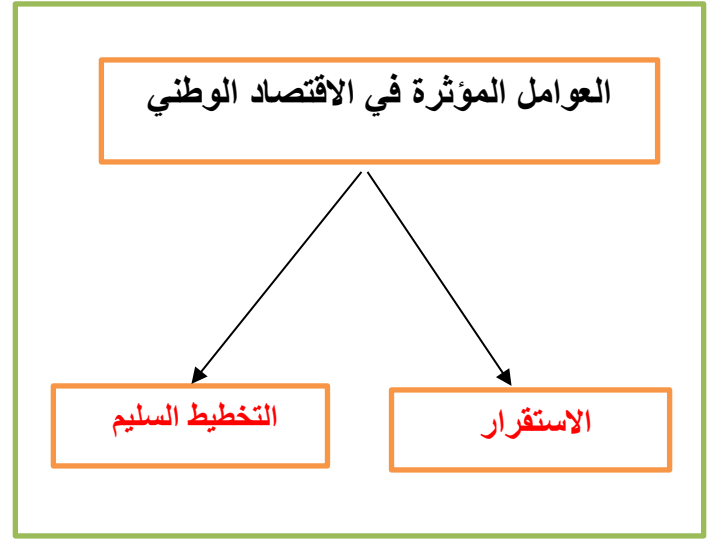 العوامل المؤثرة في الاقتصاد الوطني
الاستقرار
التخطيط السليم